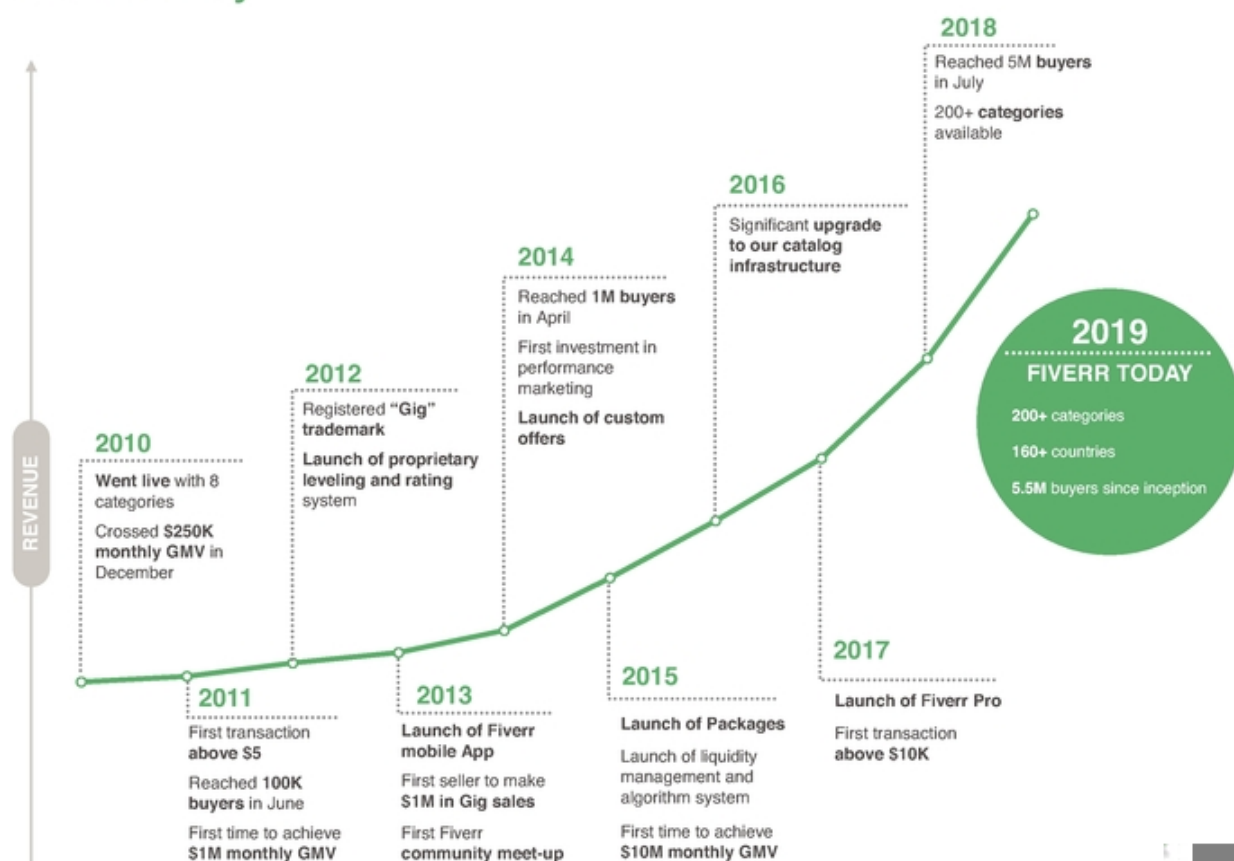 REVENUE
2010
Went live with 8
categories
Crossed $250K
monthly GMV in
December
2011
First transaction
above $5
Reached 100K
buyers in June
First time to achieve
$1M monthly GMV
2012
Registered “Gig”
trademark
Launch of proprietary
leveling and rating
system
2013
Launch of Fiverr
mobile App
First seller to make
$1M in Gig sales
First Fiverr
community meet-up
2014
Reached 1M buyers
in April
First investment in
performance
marketing
Launch of custom
offers
2015
Launch of Packages
Launch of liquidity
management and
algorithm system
First time to achieve
$10M monthly GMV
2016
Significant upgrade
to our catalog
infrastructure
2017
Launch of Fiverr Pro
First transaction
above $10K
2018
Reached 5M buyers
in July
200+ categories
available
2019
FIVERR TODAY
200+ categories
160+ countries
5.5M buyers since inception